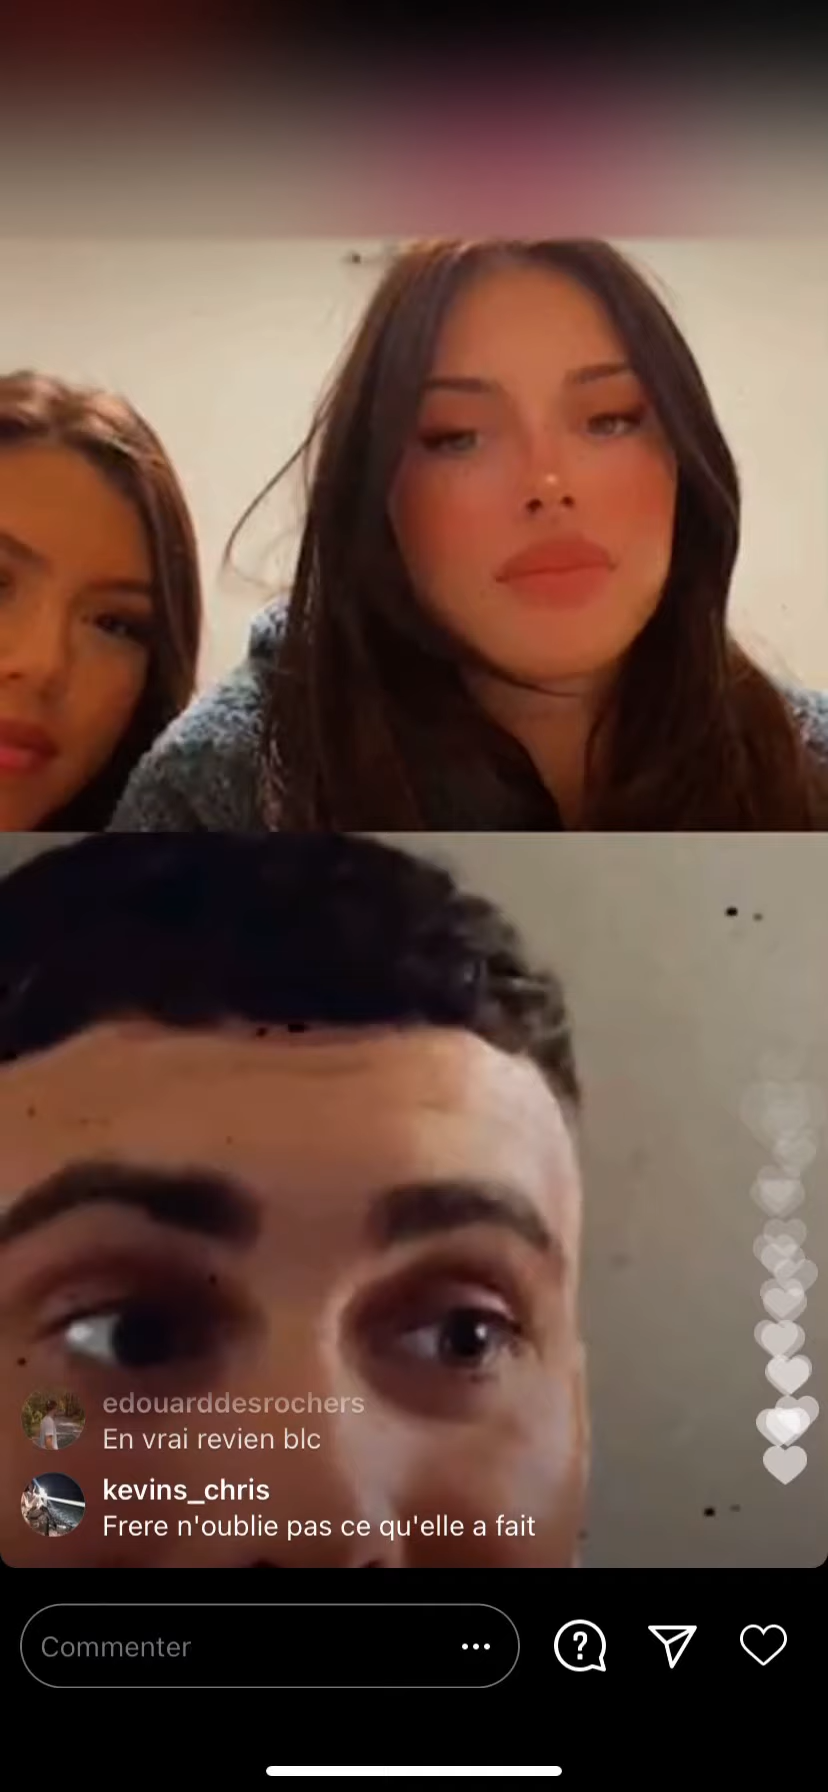 edouarddesrochers
En vrai revien blc
kevins_chris
Frere n'oublie pas ce qu'elle a fait
Commenter